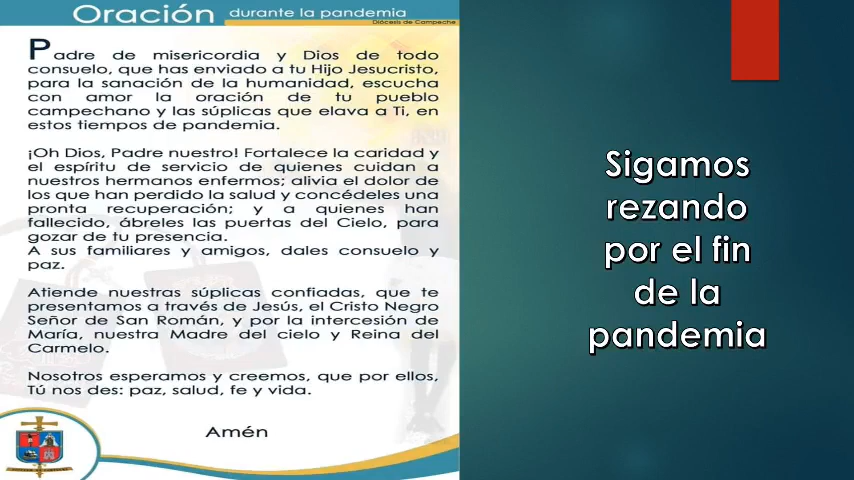 Oración durante la pandemia
Diócesis de Campeche
Padre de misericordia y Dios de todo
consuelo, que has enviado a tu Hijo Jesucristo,
para la sanación de la humanidad, escucha
con amor la oración de tu pueblo
campechano y las súplicas que elava a Ti, en
estos tiempos de pandemia.
¡Oh Dios, Padre nuestro! Fortalece la caridad y
el espíritu de servicio de quienes cuidan a
nuestros hermanos enfermos; alivia el dolor de
los que han perdido la salud y concédeles una
pronta recuperación; y a quienes han
fallecido, ábreles las puertas del Cielo, para
gozar de tu presencia.
A sus familiares y amigos, dales consuelo y
paz.
Atiende nuestras súplicas confiadas, que te
presentamos a través de Jesús, el Cristo Negro
Señor de San Román, y por la intercesión de
María, nuestra Madre del cielo y Reina del
Carmelo.
Nosotros esperamos y creemos, que por ellos,
Tú nos des: paz, salud, fe y vida.
Amén
Sigamos
rezando
por el fin
de la
pandemia